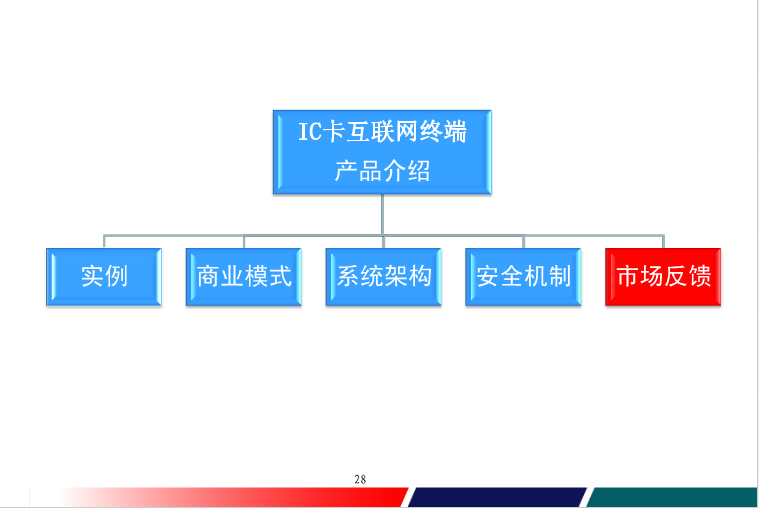 IC卡互联网终端
产品介绍
实例
商业模式
系统架构
安全机制
市场反馈
28